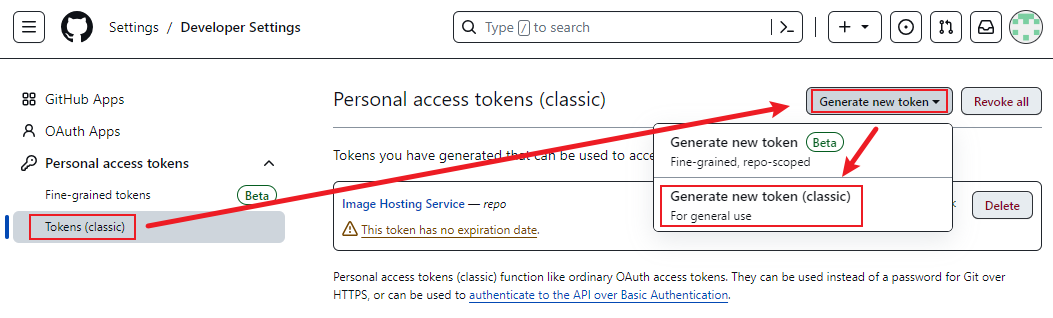 Settings / Developer Settings
Type / to search
GitHub Apps
OAuth Apps
Personal access tokens
Fine-grained tokens
Beta
Tokens (classic)
Personal access tokens (classic)
Generate new token
Revoke all
Generate new token Beta
Fine-grained, repo-scoped
Generate new token (classic)
For general use
Tokens you have generated that can be used to acce
Image Hosting Service — repo
Delete
This token has no expiration date.
Personal access tokens (classic) function like ordinary OAuth access tokens. They can be used instead of a password for Git over
HTTPS, or can be used to authenticate to the API over Basic Authentication.